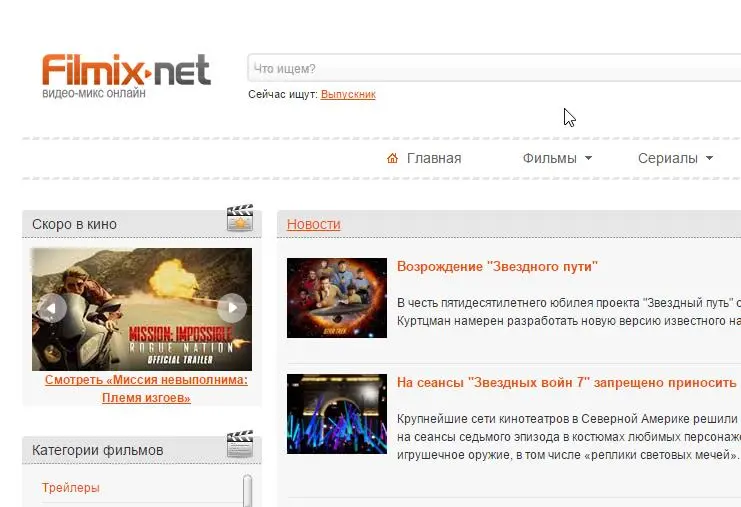 Filmix.net
видео-микс онлайн
Что ищем?
Сейчас ищут: Выпускник
Главная
Фильмы
Сериалы
Скоро в кино
MISSION: IMPOSSIBLE
ROGUE NATION
OFFICIAL TRAILER
Смотреть «Миссия невыполнима:
Племя изгоев»
Категории фильмов
Трейлеры
Новости
STAR TREK
Возрождение "Звездного пути"
В честь пятидесятилетнего юбилея проекта "Звездный путь"
Куртцман намерен разработать новую версию известного
На сеансы "Звездных войн 7" запрещено приносить
Крупнейшие сети кинотеатров в Северной Америке решили
на сеансы седьмого эпизода в костюмах любимых
игрушечное оружие, в том числе «реплики световых мечей».